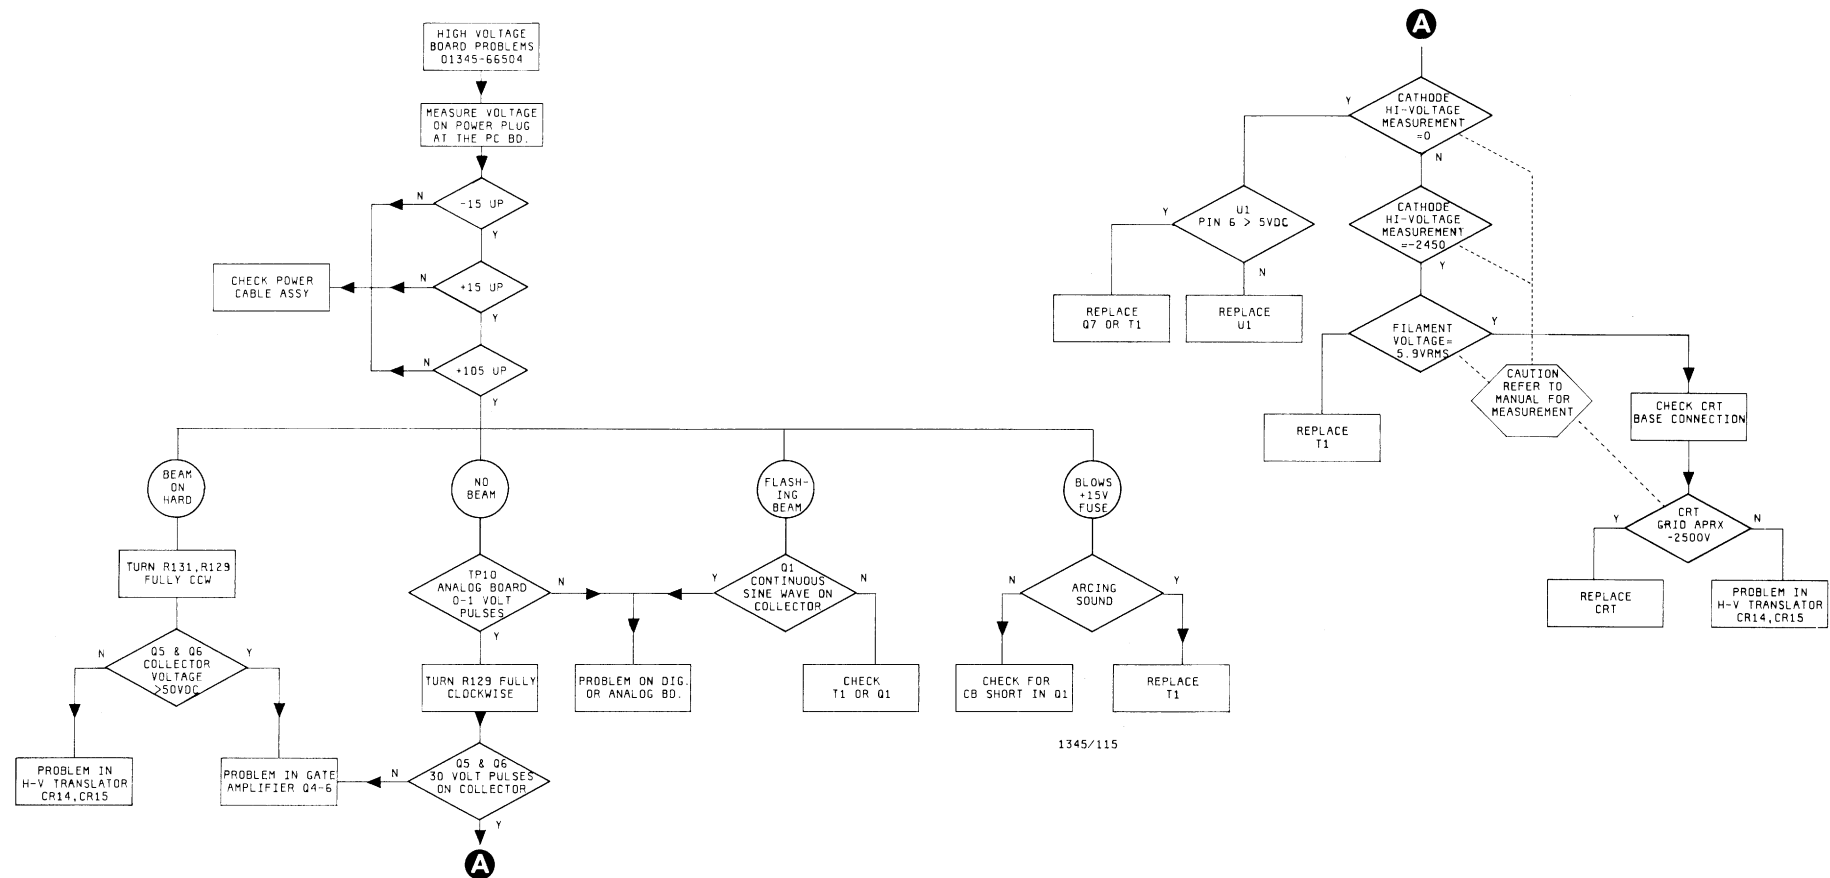 HIGH VOLTAGE
BOARD PROBLEMS
01345-66504
MEASURE VOLTAGE
ON POWER PLUG
AT THE PC BD.
N
-15 UP
Y
CHECK POWER
CABLE ASSY
N
+15 UP
Y
N
+105 UP
Y
BEAM
ON
HARD
TURN R131,R129
FULLY CCW
N
Q5 & Q6
COLLECTOR
VOLTAGE
>50VDC
Y
PROBLEM IN
H-V TRANSLATOR
CR14,CR15
PROBLEM IN GATE
AMPLIFIER Q4-6
NO
BEAM
TP10
ANALOG BOARD
0-1 VOLT
PULSES
N
Y
TURN R129 FULLY
CLOCKWISE
N
Q5 & Q6
30 VOLT PULSES
ON COLLECTOR
Y
A
FLASH-
ING
BEAM
Y
Q1
CONTINUOUS
SINE WAVE ON
COLLECTOR
N
PROBLEM ON DIG.
OR ANALOG BD.
CHECK
T1 OR Q1
BLOWS
+15V
FUSE
N
ARCING
SOUND
Y
CHECK FOR
CB SHORT IN Q1
REPLACE
T1
1345/115
A
Y
CATHODE
HI-VOLTAGE
MEASUREMENT
=0
N
Y
U1
PIN 6 > 5VDC
N
REPLACE
Q7 OR T1
REPLACE
U1
CATHODE
HI-VOLTAGE
MEASUREMENT
=-2450
Y
FILAMENT
VOLTAGE=
5.9VRMS
Y
REPLACE
T1
CAUTION
REFER TO
MANUAL FOR
MEASUREMENT
CHECK CRT
BASE CONNECTION
Y
CRT
GRID APRX
-2500V
N
REPLACE
CRT
PROBLEM IN
H-V TRANSLATOR
CR14,CR15